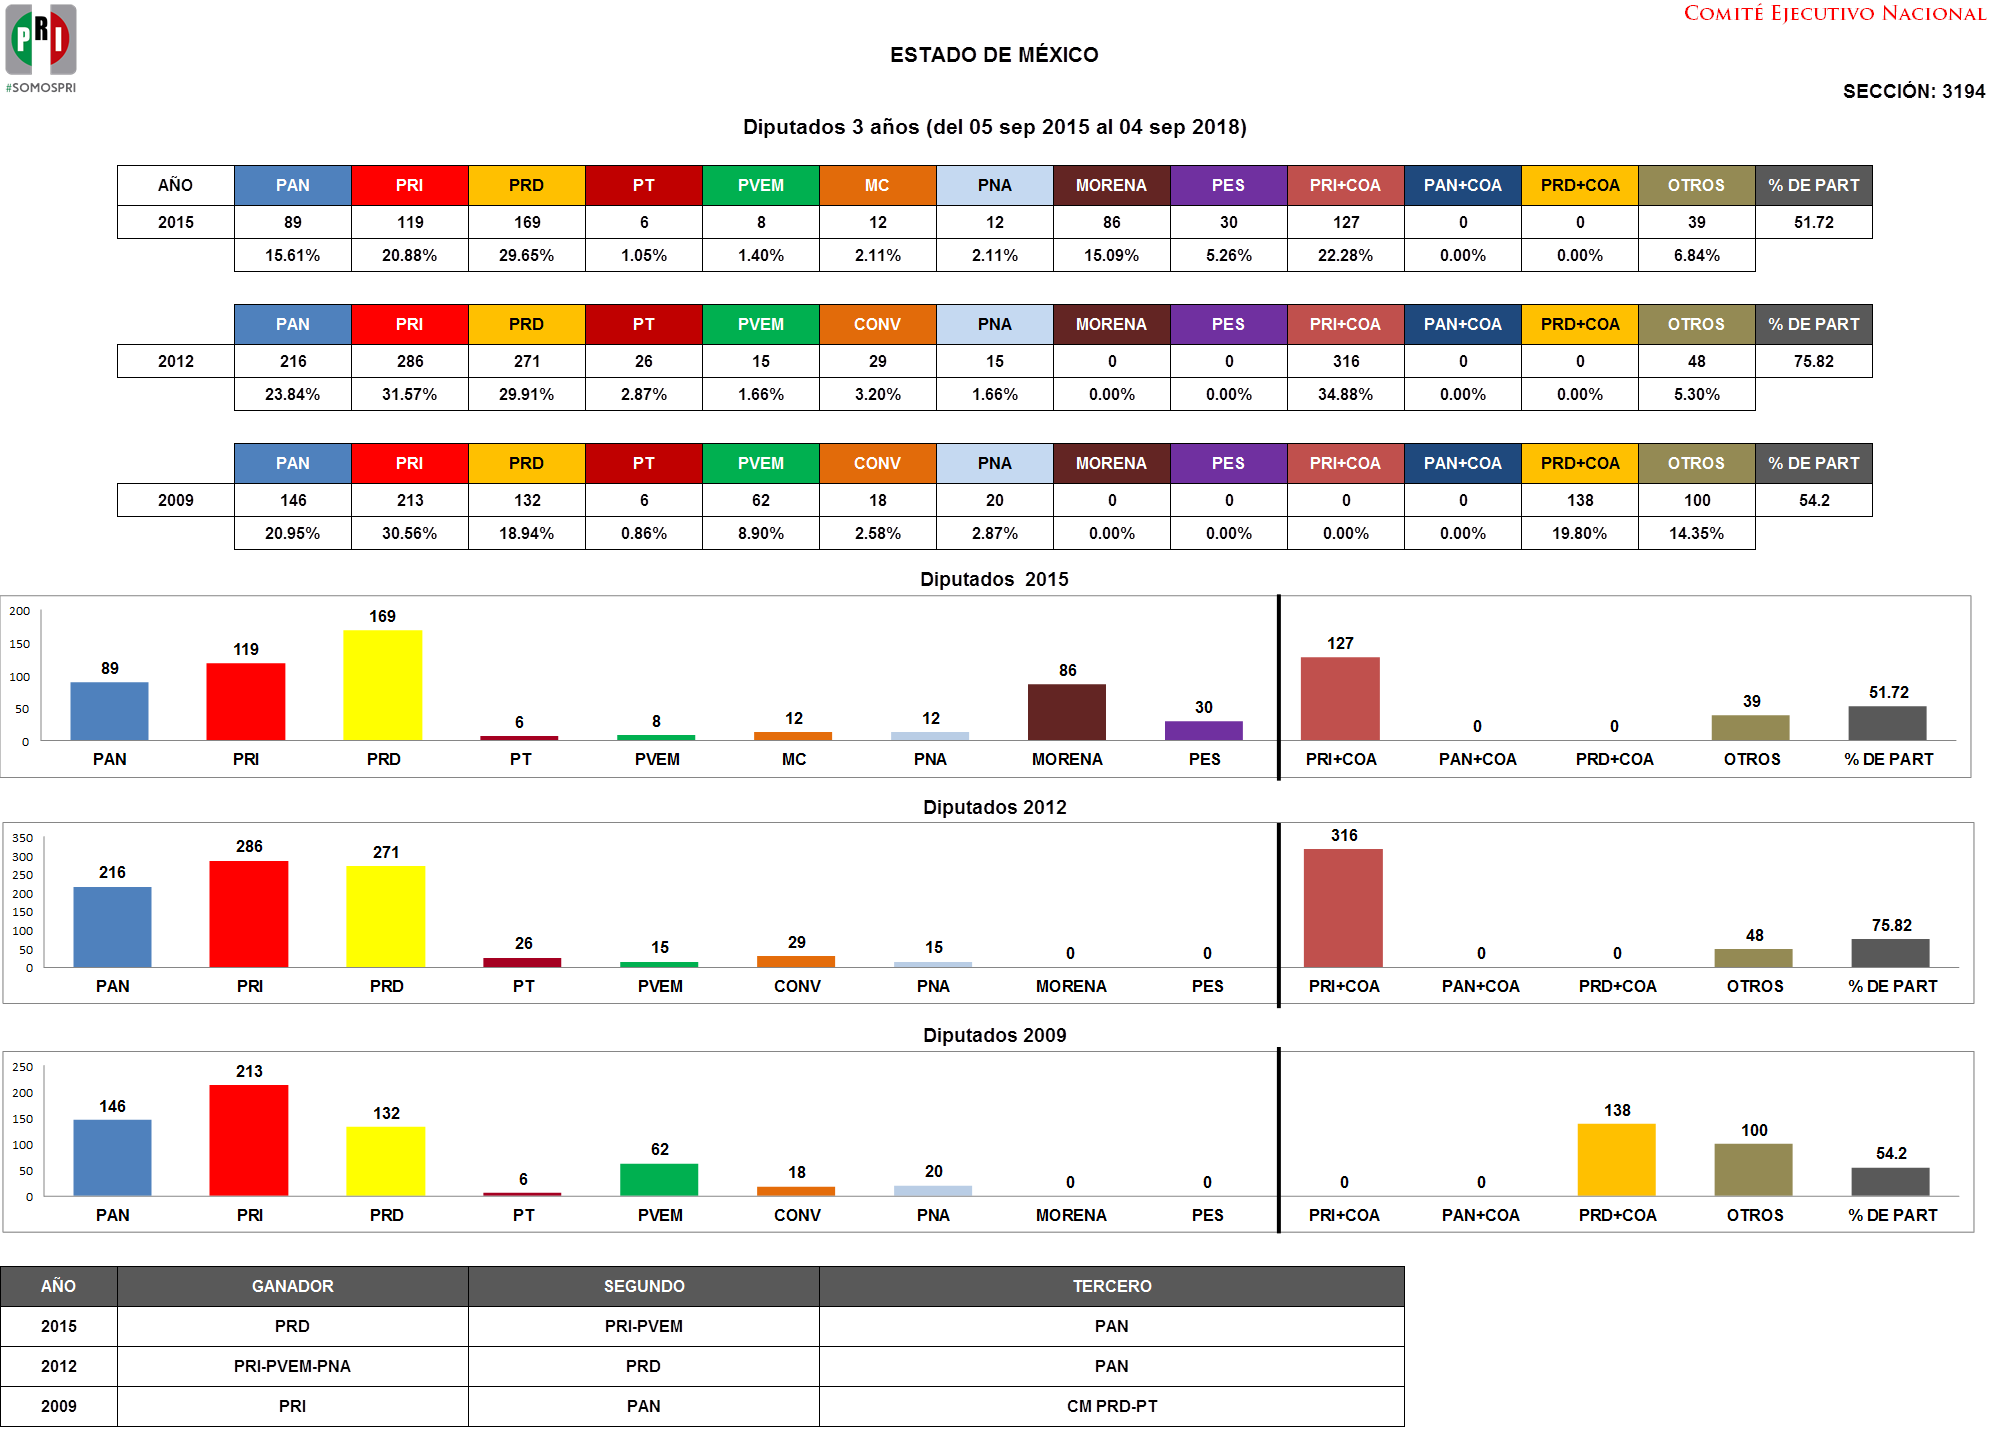 PRI
#SOMOSPRI
COMITÉ EJECUTIVO NACIONAL
ESTADO DE MÉXICO
SECCIÓN: 3194
Diputados 3 años (del 05 sep 2015 al 04 sep 2018)
AÑO PAN PRI PRD PT PVEM MC PNA MORENA PES PRI+COA PAN+COA PRD+COA OTROS % DE PART
2015 89 119 169 6 8 12 12 86 30 127 0 0 39 51.72
15.61% 20.88% 29.65% 1.05% 1.40% 2.11% 2.11% 15.09% 5.26% 22.28% 0.00% 0.00% 6.84%
PAN PRI PRD PT PVEM CONV PNA MORENA PES PRI+COA PAN+COA PRD+COA OTROS % DE PART
2012 216 286 271 26 15 29 15 0 0 316 0 0 48 75.82
23.84% 31.57% 29.91% 2.87% 1.66% 3.20% 1.66% 0.00% 0.00% 34.88% 0.00% 0.00% 5.30%
PAN PRI PRD PT PVEM CONV PNA MORENA PES PRI+COA PAN+COA PRD+COA OTROS % DE PART
2009 146 213 132 6 62 18 20 0 0 0 0 138 100 54.2
20.95% 30.56% 18.94% 0.86% 8.90% 2.58% 2.87% 0.00% 0.00% 0.00% 0.00% 19.80% 14.35%
Diputados 2015
200
150
100
50
0
89 119 169 6 8 12 12 86 30 127 0 0 39 51.72
PAN PRI PRD PT PVEM MC PNA MORENA PES PRI+COA PAN+COA PRD+COA OTROS % DE PART
Diputados 2012
350
300
250
200
150
100
50
0
216 286 271 26 15 29 15 0 0 316 0 0 48 75.82
PAN PRI PRD PT PVEM CONV PNA MORENA PES PRI+COA PAN+COA PRD+COA OTROS % DE PART
Diputados 2009
250
200
150
100
50
0
146 213 132 6 62 18 20 0 0 0 0 138 100 54.2
PAN PRI PRD PT PVEM CONV PNA MORENA PES PRI+COA PAN+COA PRD+COA OTROS % DE PART
AÑO GANADOR SEGUNDO TERCERO
2015 PRD PRI-PVEM PAN
2012 PRI-PVEM-PNA PRD PAN
2009 PRI PAN CM PRD-PT